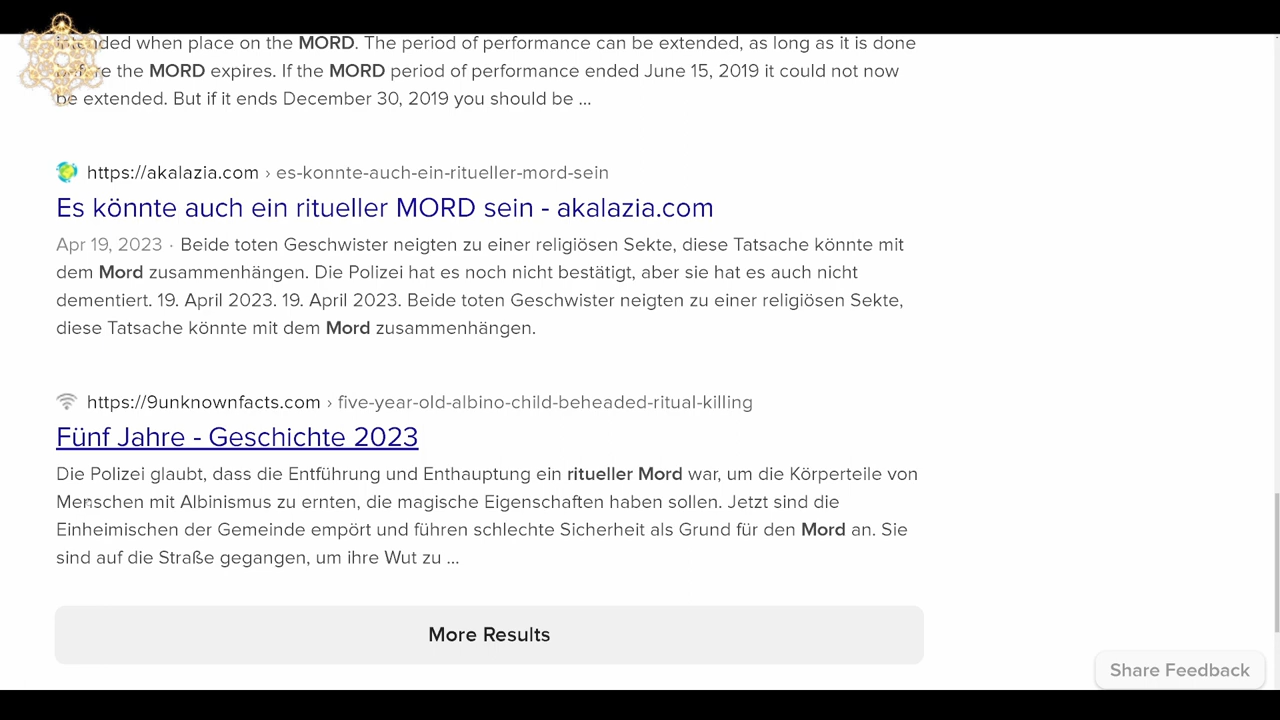 intended when place on the MORD. The period of performance can be extended, as long as it is done
before the MORD expires. If the MORD period of performance ended June 15, 2019 it could not now
be extended. But if it ends December 30, 2019 you should be ...
https://akalazia.com › es-konnte-auch-ein-ritueller-mord-sein
Es könnte auch ein ritueller MORD sein - akalazia.com
Apr 19, 2023 · Beide toten Geschwister neigten zu einer religiösen Sekte, diese Tatsache könnte mit
dem Mord zusammenhängen. Die Polizei hat es noch nicht bestätigt, aber sie hat es auch nicht
dementiert. 19. April 2023. 19. April 2023. Beide toten Geschwister neigten zu einer religiösen Sekte,
diese Tatsache könnte mit dem Mord zusammenhängen.
https://9unknownfacts.com › five-year-old-albino-child-beheaded-ritual-killing
Fünf Jahre - Geschichte 2023
Die Polizei glaubt, dass die Entführung und Enthauptung ein ritueller Mord war, um die Körperteile von
Menschen mit Albinismus zu ernten, die magische Eigenschaften haben sollen. Jetzt sind die
Einheimischen der Gemeinde empört und führen schlechte Sicherheit als Grund für den Mord an. Sie
sind auf die Straße gegangen, um ihre Wut zu ...
More Results
Share Feedback